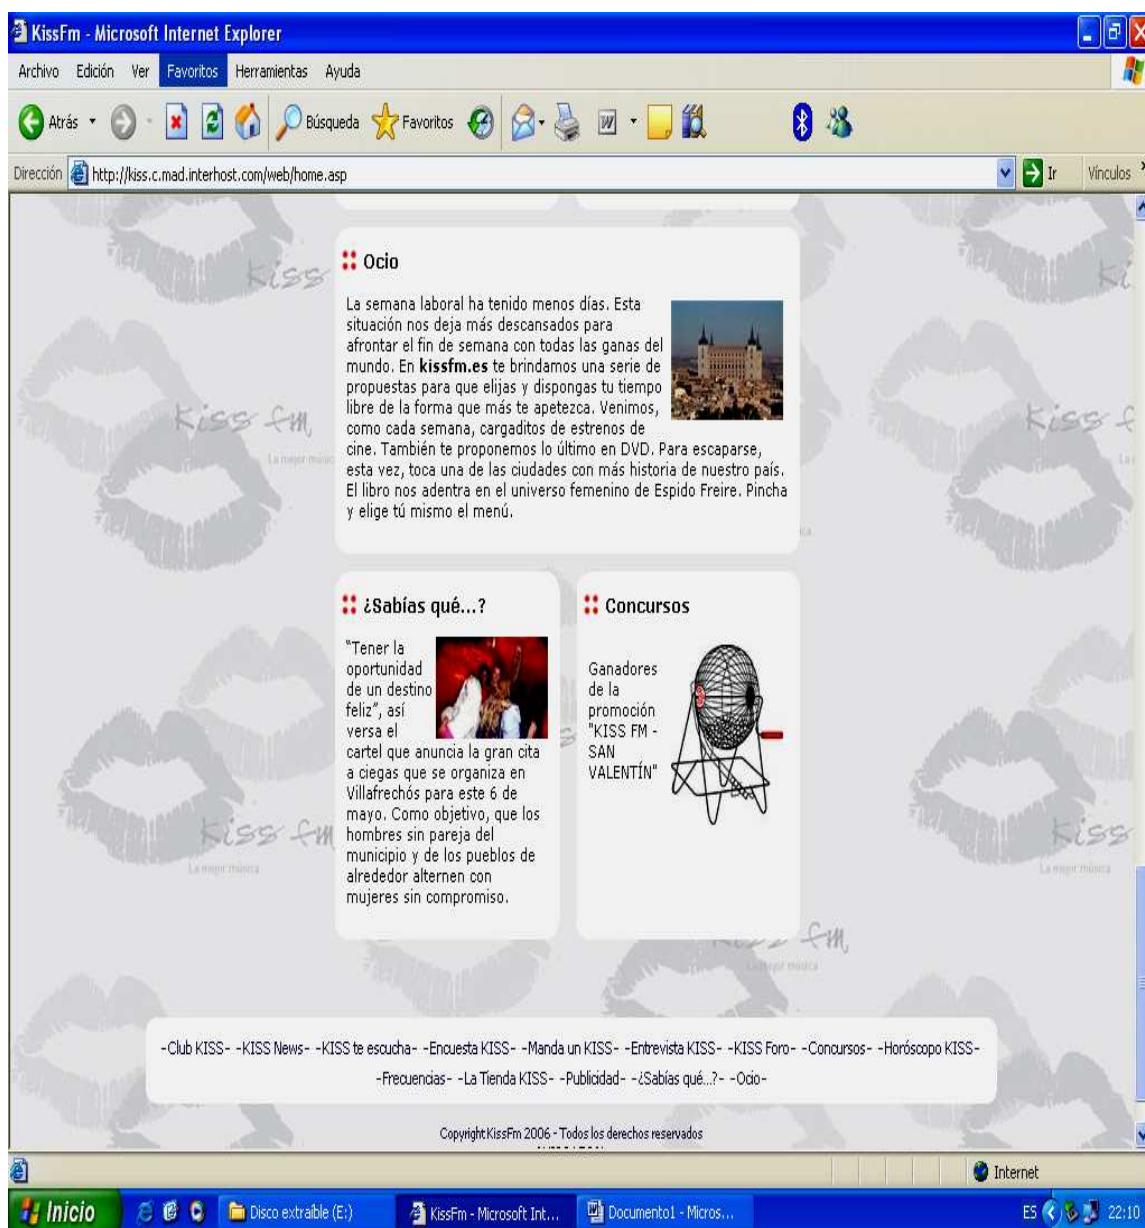 KissFm - Microsoft Internet Explorer
Archivo Edición Ver Favoritos Herramientas Ayuda
Atrás Búsqueda Favoritos
Dirección http://kiss.c.mad.interhost.com/web/home.asp Ir Vínculos
Ocio
La semana laboral ha tenido menos días. Esta
situación nos deja más descansados para
afrontar el fin de semana con todas las ganas del
mundo. En kissfm.es te brindamos una serie de
propuestas para que elijas y dispongas tu tiempo
libre de la forma que más te apetezca. Venimos,
como cada semana, cargaditos de estrenos de
cine. También te proponemos lo último en DVD. Para escaparse,
esta vez, toca una de las ciudades con más historia de nuestro país.
El libro nos adentra en el universo femenino de Espido Freire. Pincha
y elige tú mismo el menú.
¿Sabías qué...?
"Tener la
oportunidad
de un destino
feliz", así
versa el
cartel que anuncia la gran cita
a ciegas que se organiza en
Villafrechós para este 6 de
mayo. Como objetivo, que los
hombres sin pareja del
municipio y de los pueblos de
alrededor alternen con
mujeres sin compromiso.
Concursos
Ganadores
de la
promoción
"KISS FM -
SAN
VALENTÍN"
kiss fm
La mejor música
-Club KISS- -KISS News- -KISS te escucha- -Encuesta KISS- -Manda un KISS- -Entrevista KISS- -KISS Foro- -Concursos- -Horóscopo KISS-
-Frecuencias- -La Tienda KISS- -Publicidad- -¿Sabías qué...?- -Ocio-
Copyright KissFm 2006 - Todos los derechos reservados
Internet
Inicio Disco extraíble (E:) KissFm - Microsoft Int... Documento1 - Micros... ES 22:10